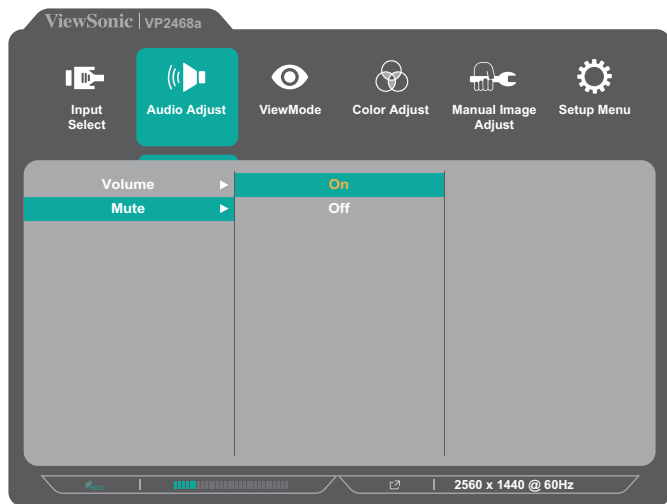 ViewSonic | VP2468a
Input
Select
Audio Adjust
ViewMode
Color Adjust
Manual Image
Adjust
Setup Menu
Volume
Mute
On
Off
2560 x 1440 @ 60Hz